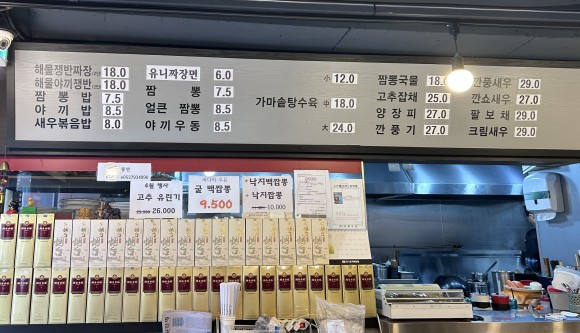 해물쟁반짜장 18.0
해물야끼쟁반 18.0
짬뽕밥 7.5
야끼밥 8.5
새우볶음밥 8.0
유니짜장면 6.0
짬뽕 7.5
얼큰짬뽕 8.5
야끼우동 8.5
가마솥탕수육
小 12.0
中 18.0
大 24.0
짬뽕국물 18.0
고추잡채 25.0
양장피 27.0
깐풍기 27.0
깐풍새우 29.0
깐쇼새우 29.0
팔보채 29.0
크림새우 29.0
4월 행사
고추 유린기
26.000
굴 백짬뽕
9.500
낙지백짬뽕
낙지짬뽕
10.000